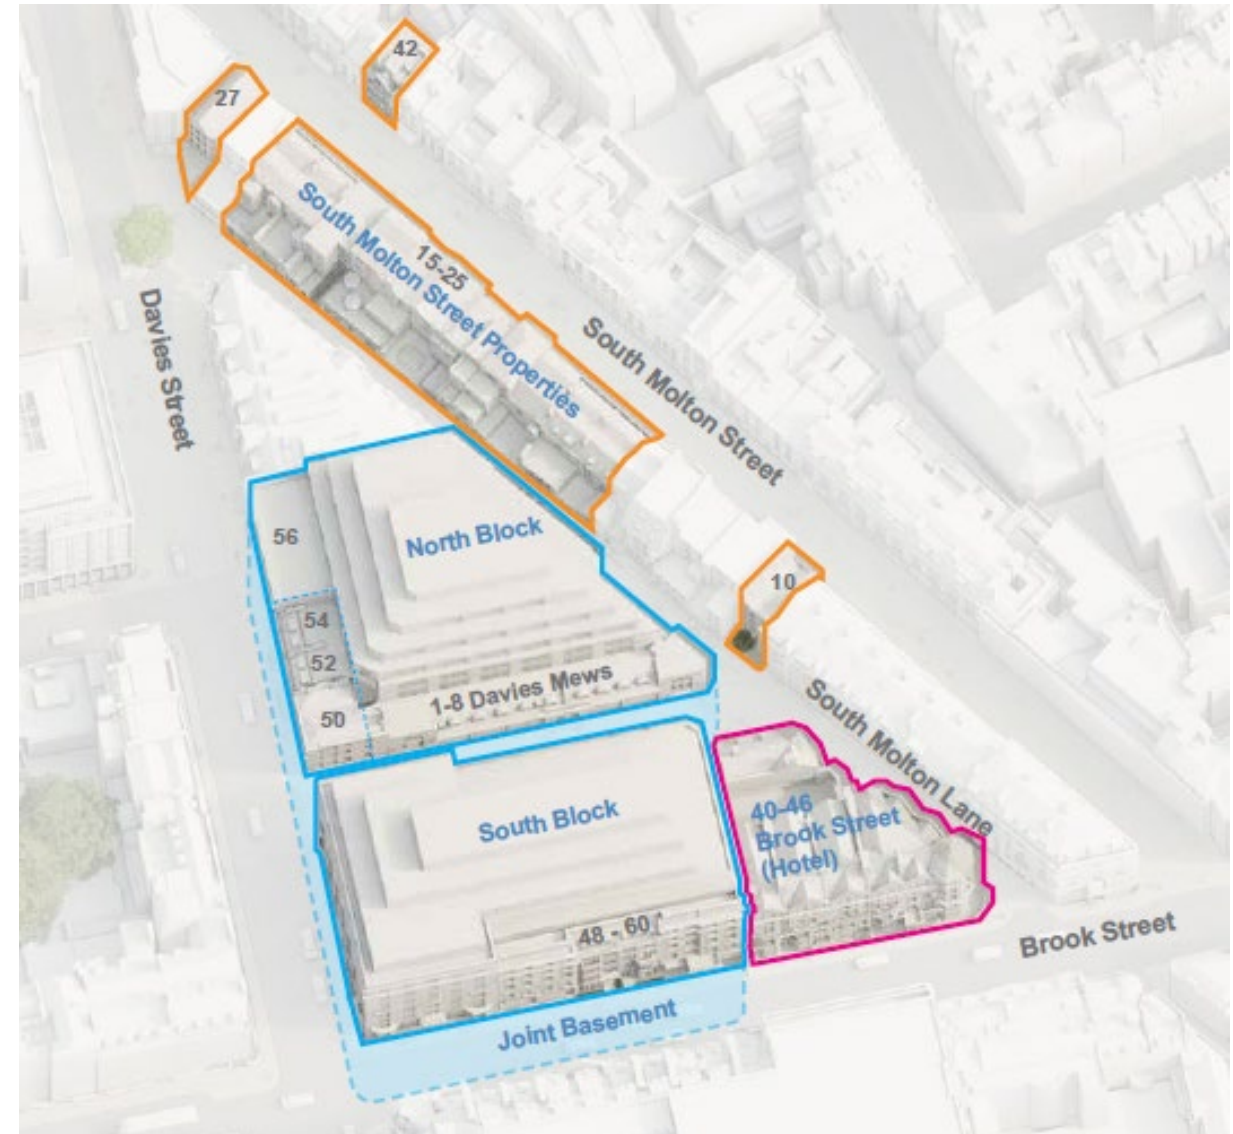 42
27
South Molton Street Properties
15-25
Davies Street
South Molton Street
North Block
56
54
52
50
10
1-8 Davies Mews
South Molton Lane
South Block
40-46
Brook Street
(Hotel)
48 - 60
Brook Street
Joint Basement